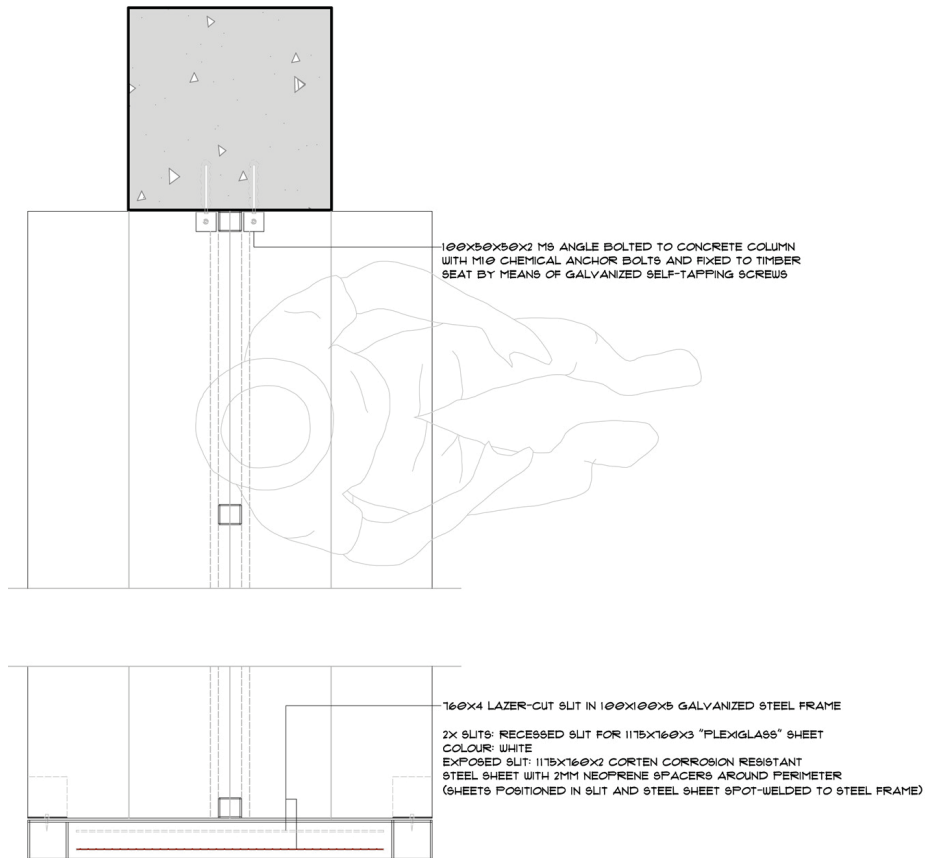 100X50X50X2 MS ANGLE BOLTED TO CONCRETE COLUMN
WITH M10 CHEMICAL ANCHOR BOLTS AND FIXED TO TIMBER
SEAT BY MEANS OF GALVANIZED SELF-TAPPING SCREWS
760X4 LAZER-CUT SLIT IN 100X100X5 GALVANIZED STEEL FRAME
2X SLITS: RECESSED SLIT FOR 1175X760X3 "PLEXIGLASS" SHEET
COLOUR: WHITE
EXPOSED SLIT: 1175X760X2 CORTEN CORROSION RESISTANT
STEEL SHEET WITH 2MM NEOPRENE SPACERS AROUND PERIMETER
(SHEETS POSITIONED IN SLIT AND STEEL SHEET SPOT-WELDED TO STEEL FRAME)